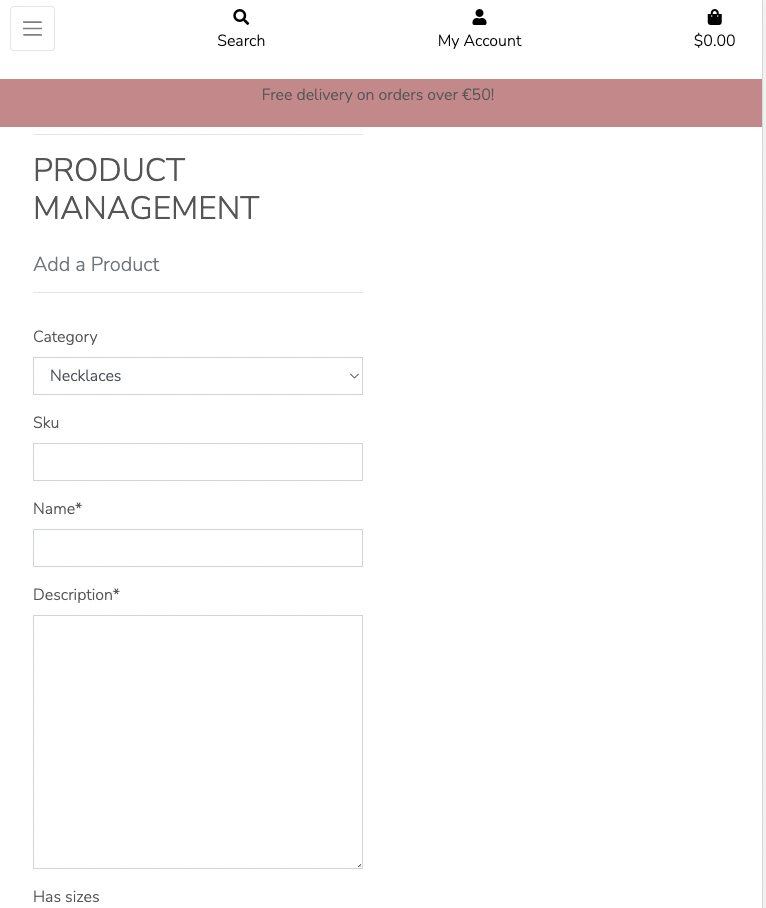 Search
My Account
$0.00
Free delivery on orders over €50!
PRODUCT
MANAGEMENT
Add a Product
Category
Necklaces
Sku
Name*
Description*
Has sizes